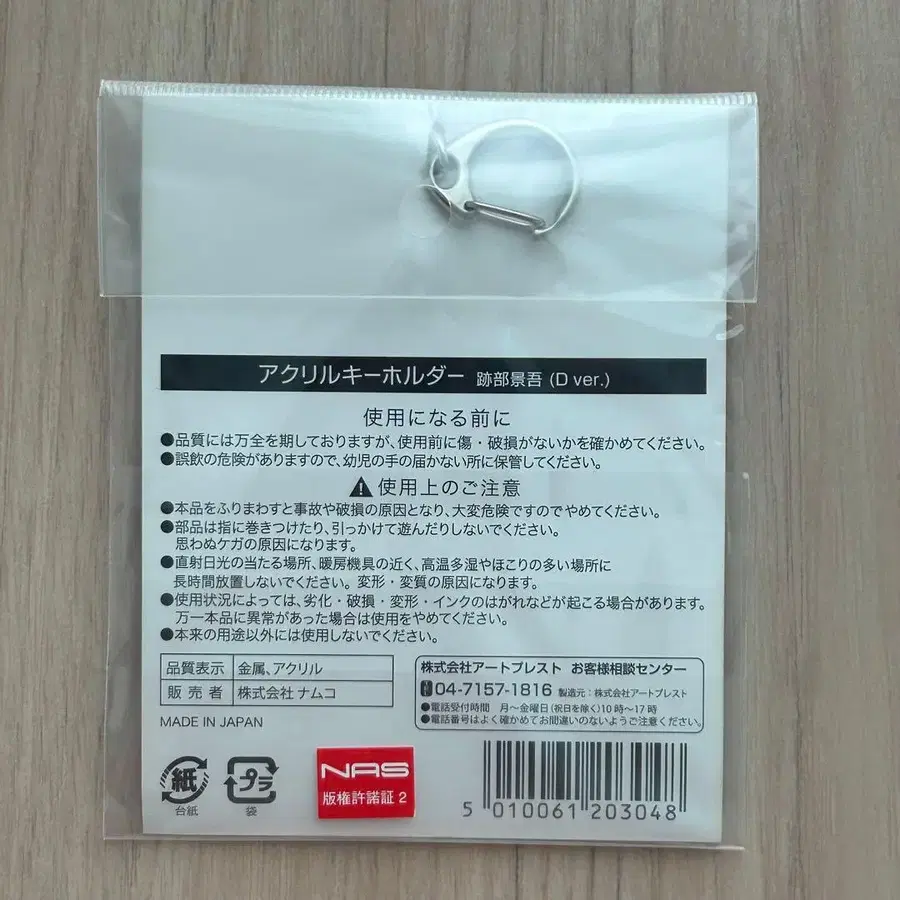 アクリルキーホルダー 跡部景吾 (D ver.)
使用になる前に
●品質には万全を期しておりますが、使用前に傷・破損がないかを確かめてください。
●誤飲の危険がありますので、幼児の手の届かない所に保管してください。
使用上のご注意
●本品をふりまわすと事故や破損の原因となり、大変危険ですのでやめてください。
●部品は指に巻きつけたり、引っかけて遊んだりしないでください。
思わぬケガの原因になります。
●直射日光の当たる場所、暖房機具の近く、高温多湿やほこりの多い場所に
長時間放置しないでください。変形・変質の原因になります。
●使用状況によっては、劣化・破損・変形・インクのはがれなどが起こる場合があります。
万一本品に異常があった場合は使用をやめてください。
●本来の用途以外には使用しないでください。
品質表示 金属、アクリル
販売者 株式会社 ナムコ
MADE IN JAPAN
株式会社アートプレスト お客様相談センター
04-7157-1816 製造元：株式会社アートプレスト
●電話受付時間 月〜金曜日（祝日を除く）10時〜17時
●電話番号はよく確かめてお間違いのないようご注意ください。
紙
台紙
プラ
袋
NAS
版権許諾証 2
5 010061 203048